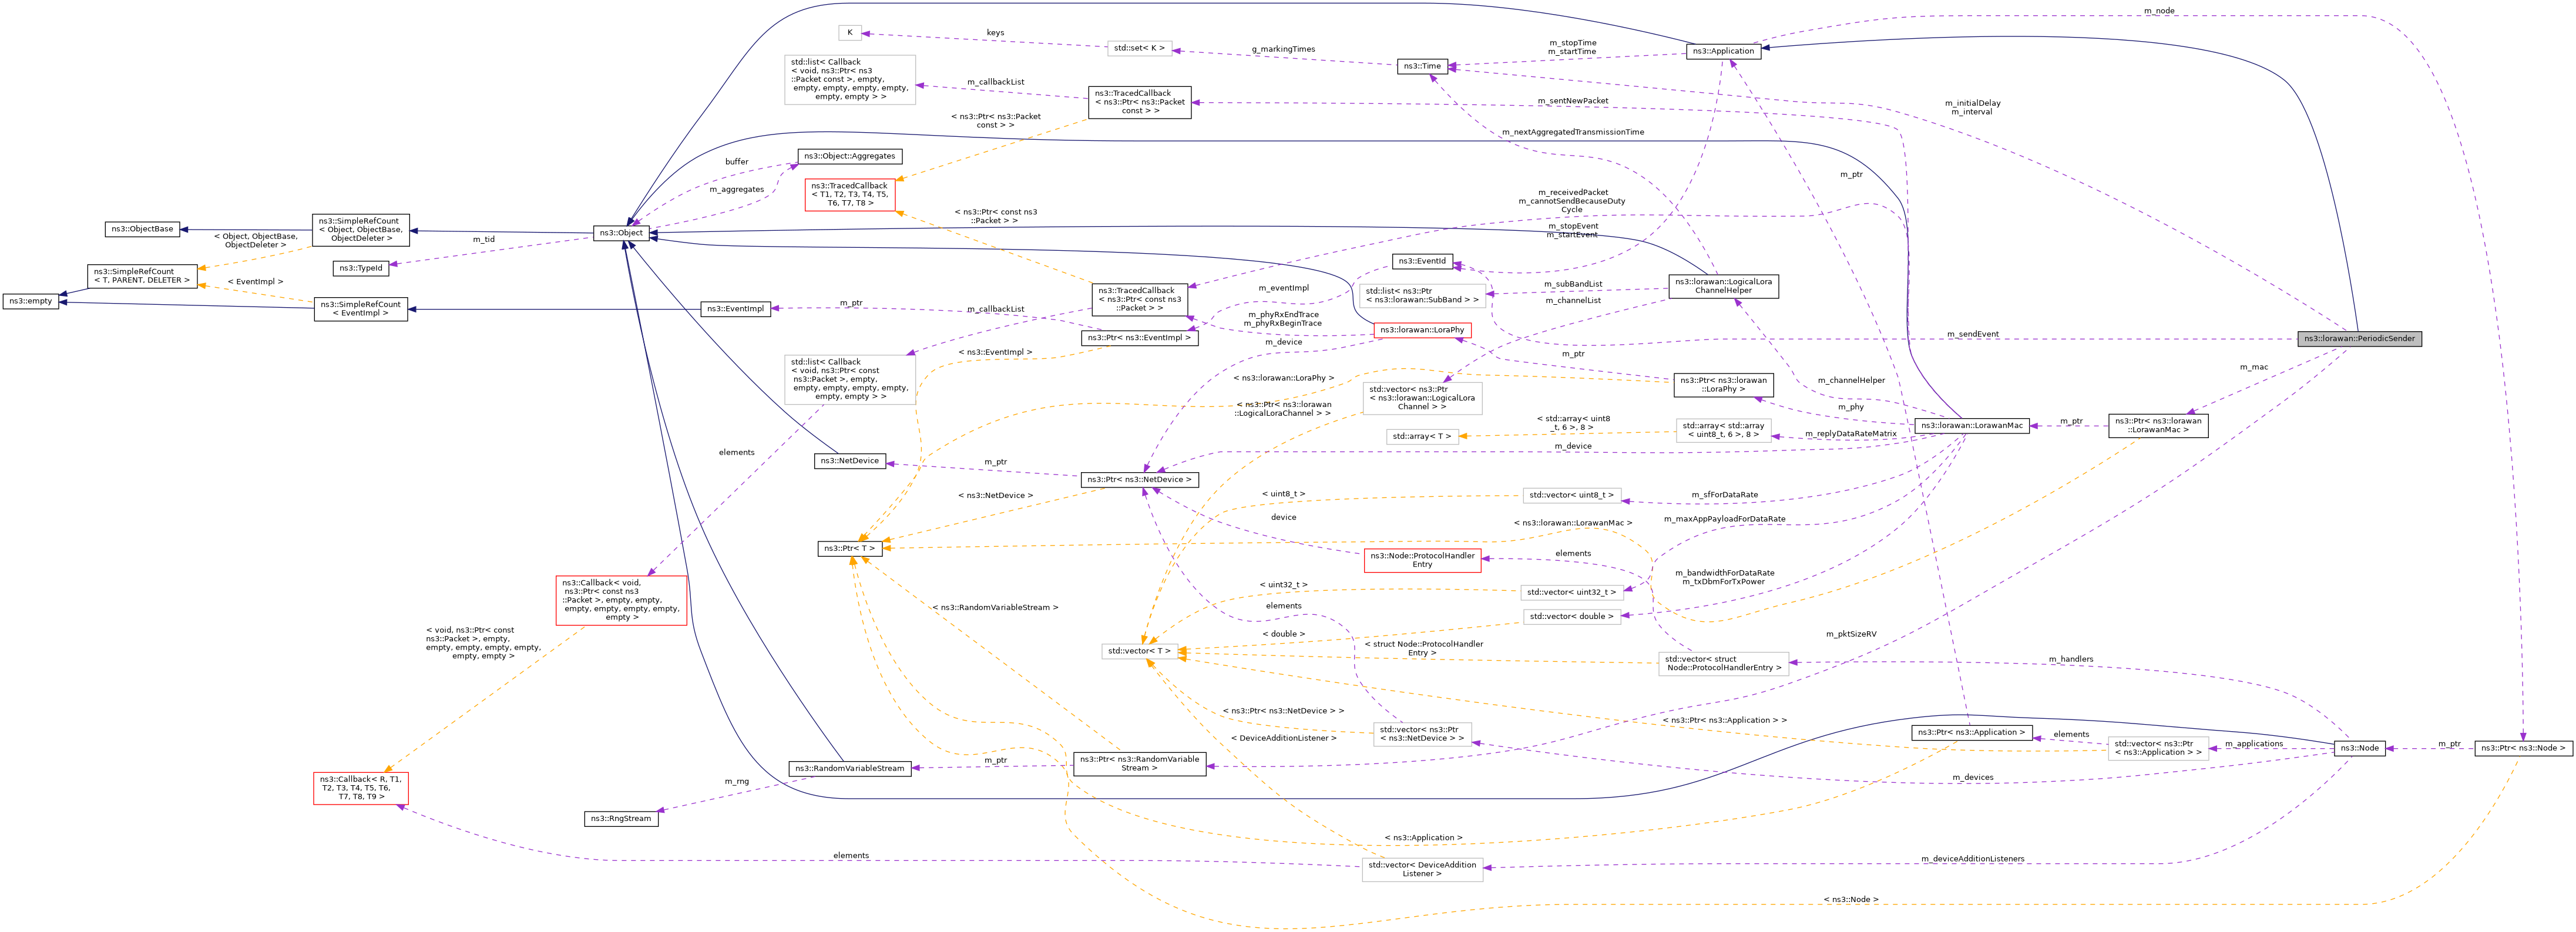 m_node
keys
K
std::set< K >
g_markingTimes
m_stopTime
m_startTime
ns3::Application
ns3::Time
std::list< Callback
< void, ns3::Ptr< ns3
::Packet const >, empty,
empty, empty, empty, empty,
empty, empty > >
m_callbackList
ns3::TracedCallback
< ns3::Ptr< ns3::Packet
const > >
m_sentNewPacket
m_initialDelay
m_interval
< ns3::Ptr< ns3::Packet
const > >
m_nextAggregatedTransmissionTime
ns3::Object::Aggregates
buffer
m_aggregates
ns3::TracedCallback
< T1, T2, T3, T4, T5,
T6, T7, T8 >
m_ptr
m_receivedPacket
m_cannotSendBecauseDuty
Cycle
< ns3::Ptr< const ns3
::Packet > >
m_stopEvent
m_startEvent
ns3::ObjectBase
ns3::SimpleRefCount
< Object, ObjectBase,
ObjectDeleter >
< Object, ObjectBase,
ObjectDeleter >
ns3::Object
m_tid
ns3::TypeId
ns3::EventId
ns3::SimpleRefCount
< T, PARENT, DELETER >
< EventImpl >
ns3::empty
ns3::SimpleRefCount
< EventImpl >
ns3::EventImpl
m_ptr
m_callbackList
ns3::TracedCallback
< ns3::Ptr< const ns3
::Packet > >
m_eventImpl
std::list< ns3::Ptr
< ns3::lorawan::SubBand > >
m_subBandList
m_channelList
ns3::lorawan::LogicalLora
ChannelHelper
m_phyRxEndTrace
m_phyRxBeginTrace
ns3::lorawan::LoraPhy
ns3::Ptr< ns3::EventImpl >
m_device
m_sendEvent
ns3::lorawan::PeriodicSender
< ns3::EventImpl >
m_ptr
m_mac
std::list< Callback
< void, ns3::Ptr< const
ns3::Packet >, empty,
empty, empty, empty, empty,
empty, empty > >
< ns3::lorawan::LoraPhy >
ns3::Ptr< ns3::lorawan
::LoraPhy >
m_channelHelper
std::vector< ns3::Ptr
< ns3::lorawan::LogicalLora
Channel > >
< ns3::Ptr< ns3::lorawan
::LogicalLoraChannel > >
m_phy
< std::array< uint8
_t, 6 >, 8 >
std::array< T >
std::array< std::array
< uint8_t, 6 >, 8 >
m_replyDataRateMatrix
ns3::lorawan::LorawanMac
m_ptr
ns3::Ptr< ns3::lorawan
::LorawanMac >
m_device
elements
ns3::NetDevice
m_ptr
ns3::Ptr< ns3::NetDevice >
< ns3::NetDevice >
< uint8_t >
std::vector< uint8_t >
m_sfForDataRate
device
< ns3::lorawan::LorawanMac >
m_maxAppPayloadForDataRate
ns3::Ptr< T >
ns3::Node::ProtocolHandler
Entry
elements
m_bandwidthForDataRate
m_txDbmForTxPower
ns3::Callback< void,
ns3::Ptr< const ns3
::Packet >, empty, empty,
empty, empty, empty, empty,
empty >
< uint32_t >
std::vector< uint32_t >
< ns3::RandomVariableStream >
elements
std::vector< double >
< double >
m_pktSizeRV
< void, ns3::Ptr< const
ns3::Packet >, empty,
empty, empty, empty, empty,
empty, empty >
std::vector< T >
< struct Node::ProtocolHandler
Entry >
std::vector< struct
Node::ProtocolHandlerEntry >
m_handlers
< ns3::Ptr< ns3::NetDevice > >
< ns3::Ptr< ns3::Application > >
std::vector< ns3::Ptr
< ns3::NetDevice > >
< DeviceAdditionListener >
ns3::Ptr< ns3::Application >
elements
std::vector< ns3::Ptr
< ns3::Application > >
m_applications
ns3::Node
m_ptr
ns3::Ptr< ns3::Node >
ns3::RandomVariableStream
m_ptr
ns3::Ptr< ns3::RandomVariable
Stream >
m_devices
m_rng
ns3::Callback< R, T1,
T2, T3, T4, T5, T6,
T7, T8, T9 >
ns3::RngStream
< ns3::Application >
elements
std::vector< DeviceAddition
Listener >
m_deviceAdditionListeners
< ns3::Node >